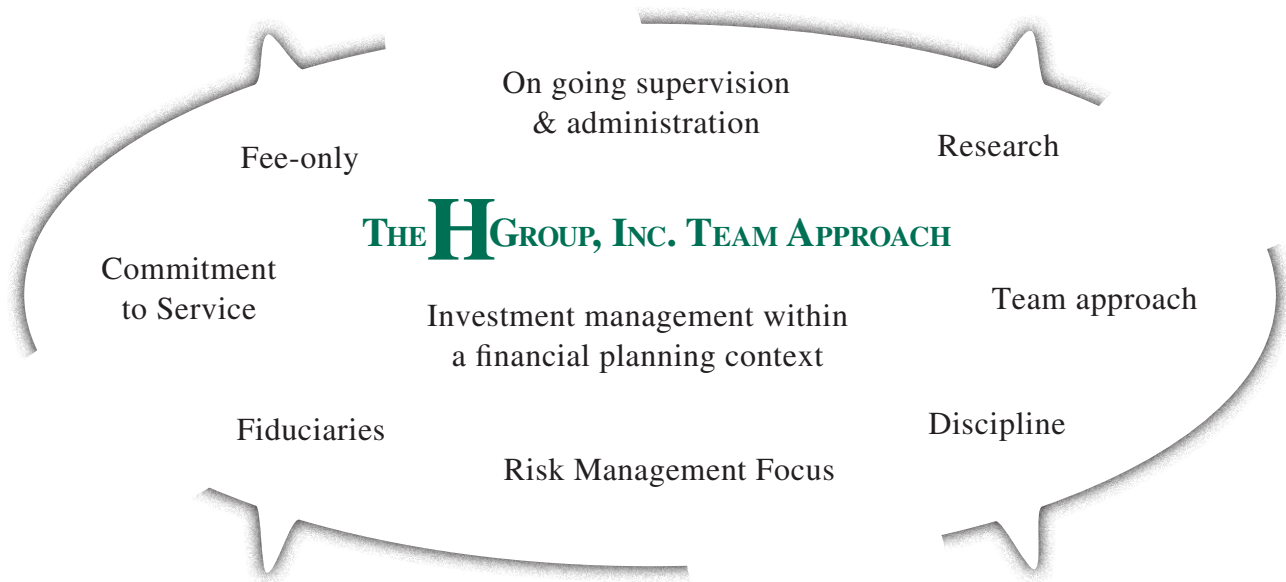 On going supervision
& administration
Fee-only
Research
The H Group, Inc. Team Approach
Commitment
to Service
Team approach
Investment management within
a financial planning context
Fiduciaries
Discipline
Risk Management Focus